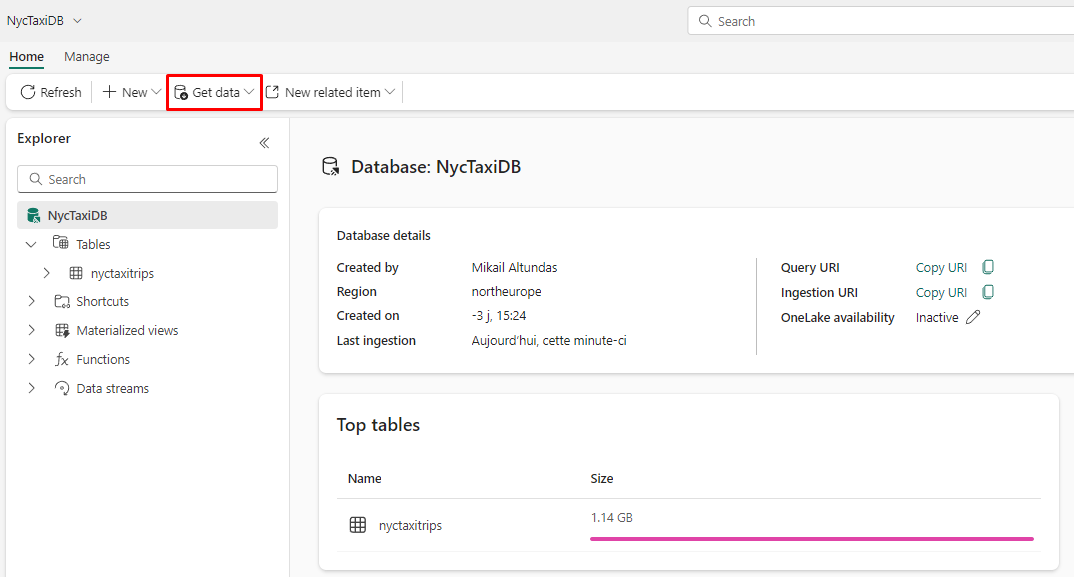 NycTaxiDB
Search
Home Manage
Refresh New Get data New related item
Explorer
Search
NycTaxiDB
Tables
nyctaxitrips
Shortcuts
Materialized views
Functions
Data streams
Database: NycTaxiDB
Database details
Created by Mikail Altundas
Region northeurope
Created on -3 j, 15:24
Last ingestion Aujourd'hui, cette minute-ci
Query URI Copy URI
Ingestion URI Copy URI
OneLake availability Inactive
Top tables
Name Size
nyctaxitrips 1.14 GB